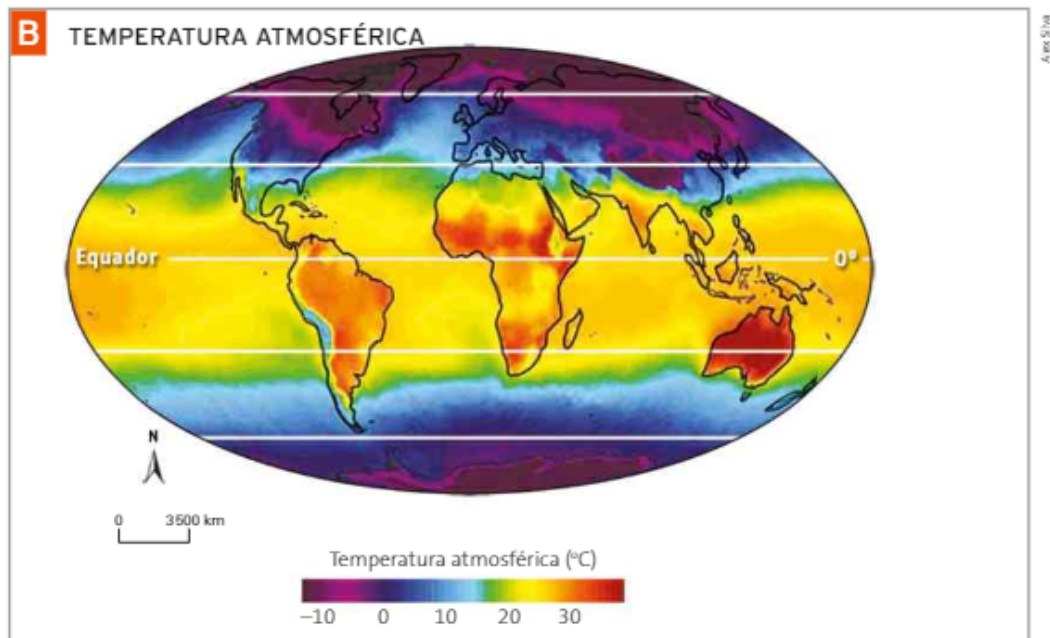 B TEMPERATURA ATMOSFÉRICA
Alex Silva
Equador 0°
N
0 3500 km
Temperatura atmosférica (°C)
–10 0 10 20 30